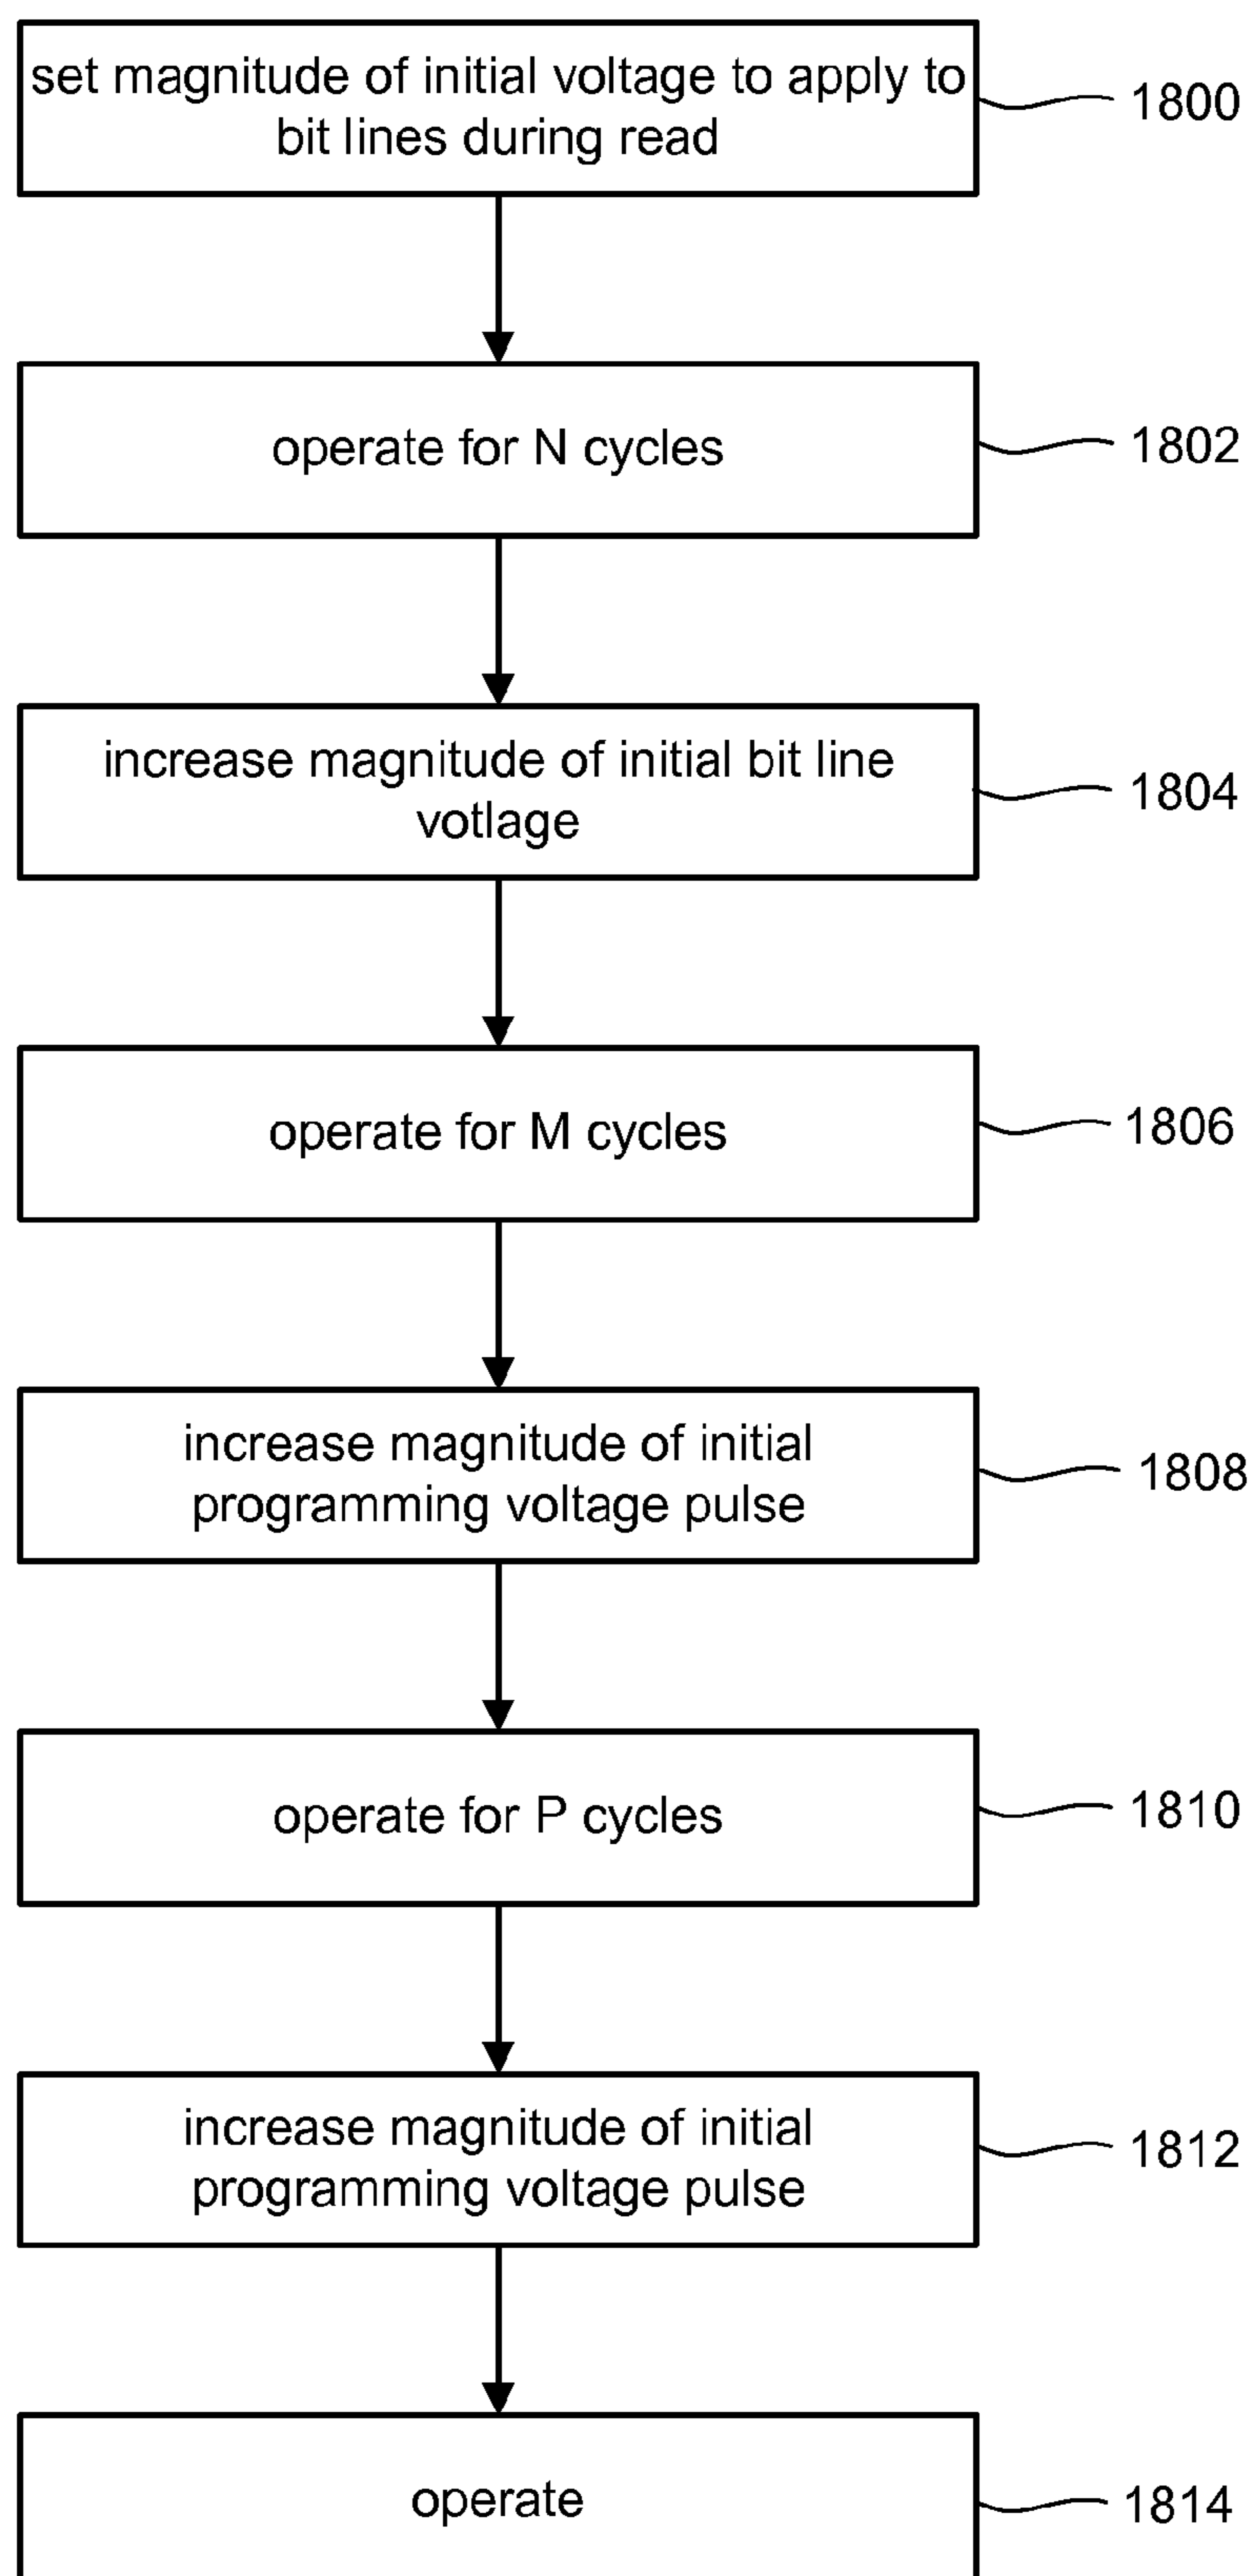 set magnitude of initial voltage to apply to
bit lines during read
1800
operate for N cycles
1802
increase magnitude of initial bit line
votlage
1804
operate for M cycles
1806
increase magnitude of initial
programming voltage pulse
1808
operate for P cycles
1810
increase magnitude of initial
programming voltage pulse
1812
operate
1814